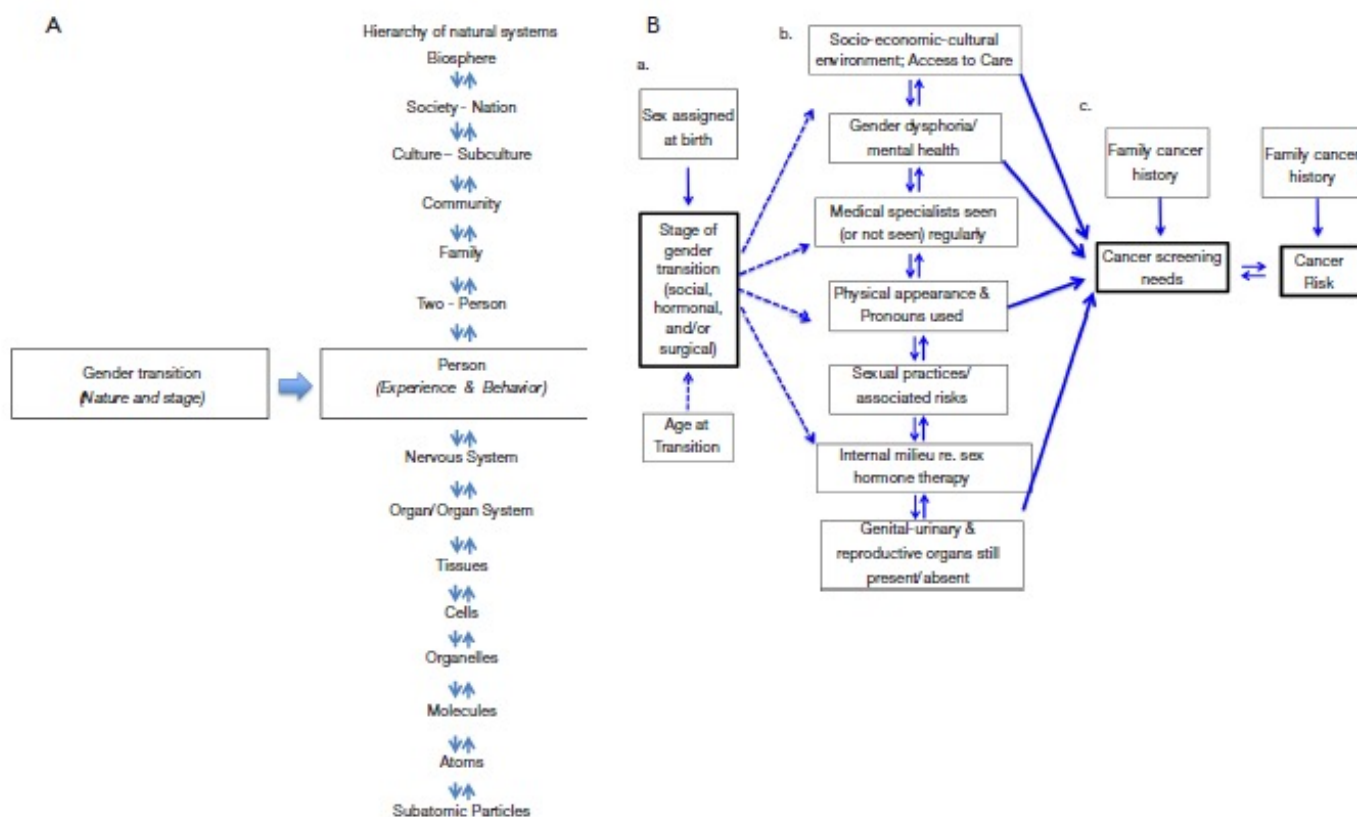 A
Hierarchy of natural systems
Biosphere
Society - Nation
Culture – Subculture
Community
Family
Two - Person
Gender transition
(Nature and stage)
Person
(Experience & Behavior)
Nervous System
Organ/Organ System
Tissues
Cells
Organelles
Molecules
Atoms
Subatomic Particles
B
a.
Sex assigned
at birth
Stage of
gender
transition
(social,
hormonal,
and/or
surgical)
Age at
Transition
b.
Socio-economic-cultural
environment; Access to Care
Gender dysphoria/
mental health
Medical specialists seen
(or not seen) regularly
Physical appearance &
Pronouns used
Sexual practices/
associated risks
Internal milieu re. sex
hormone therapy
Genital-urinary &
reproductive organs still
present/absent
c.
Family cancer
history
Cancer screening
needs
Family cancer
history
Cancer
Risk